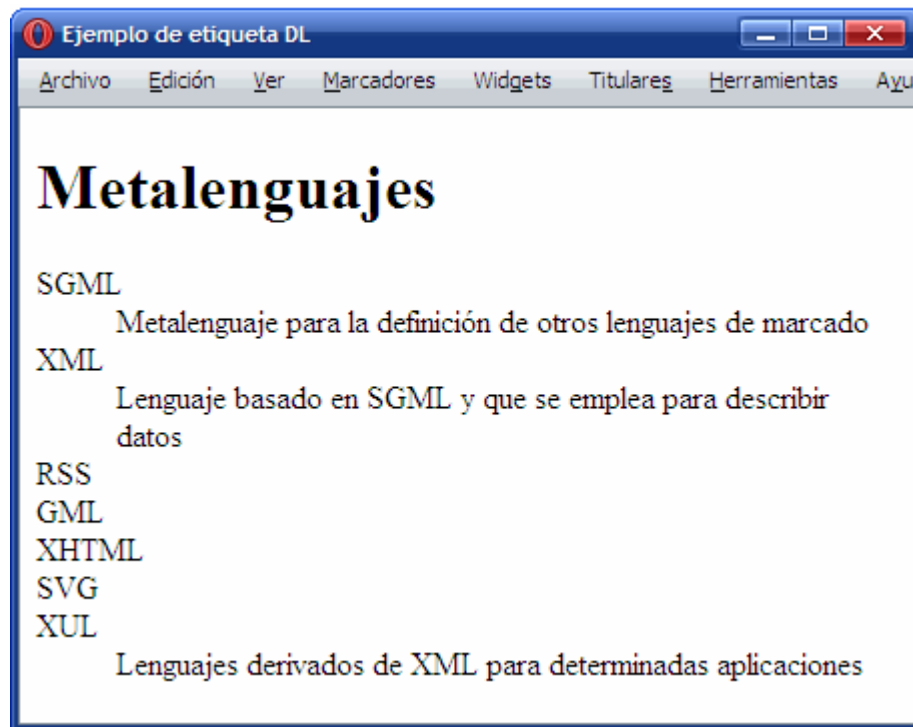 Ejemplo de etiqueta DL
Archivo Edición Ver Marcadores Widgets Titulares Herramientas Ayu
Metalenguajes
SGML
Metalenguaje para la definición de otros lenguajes de marcado
XML
Lenguaje basado en SGML y que se emplea para describir
datos
RSS
GML
XHTML
SVG
XUL
Lenguajes derivados de XML para determinadas aplicaciones